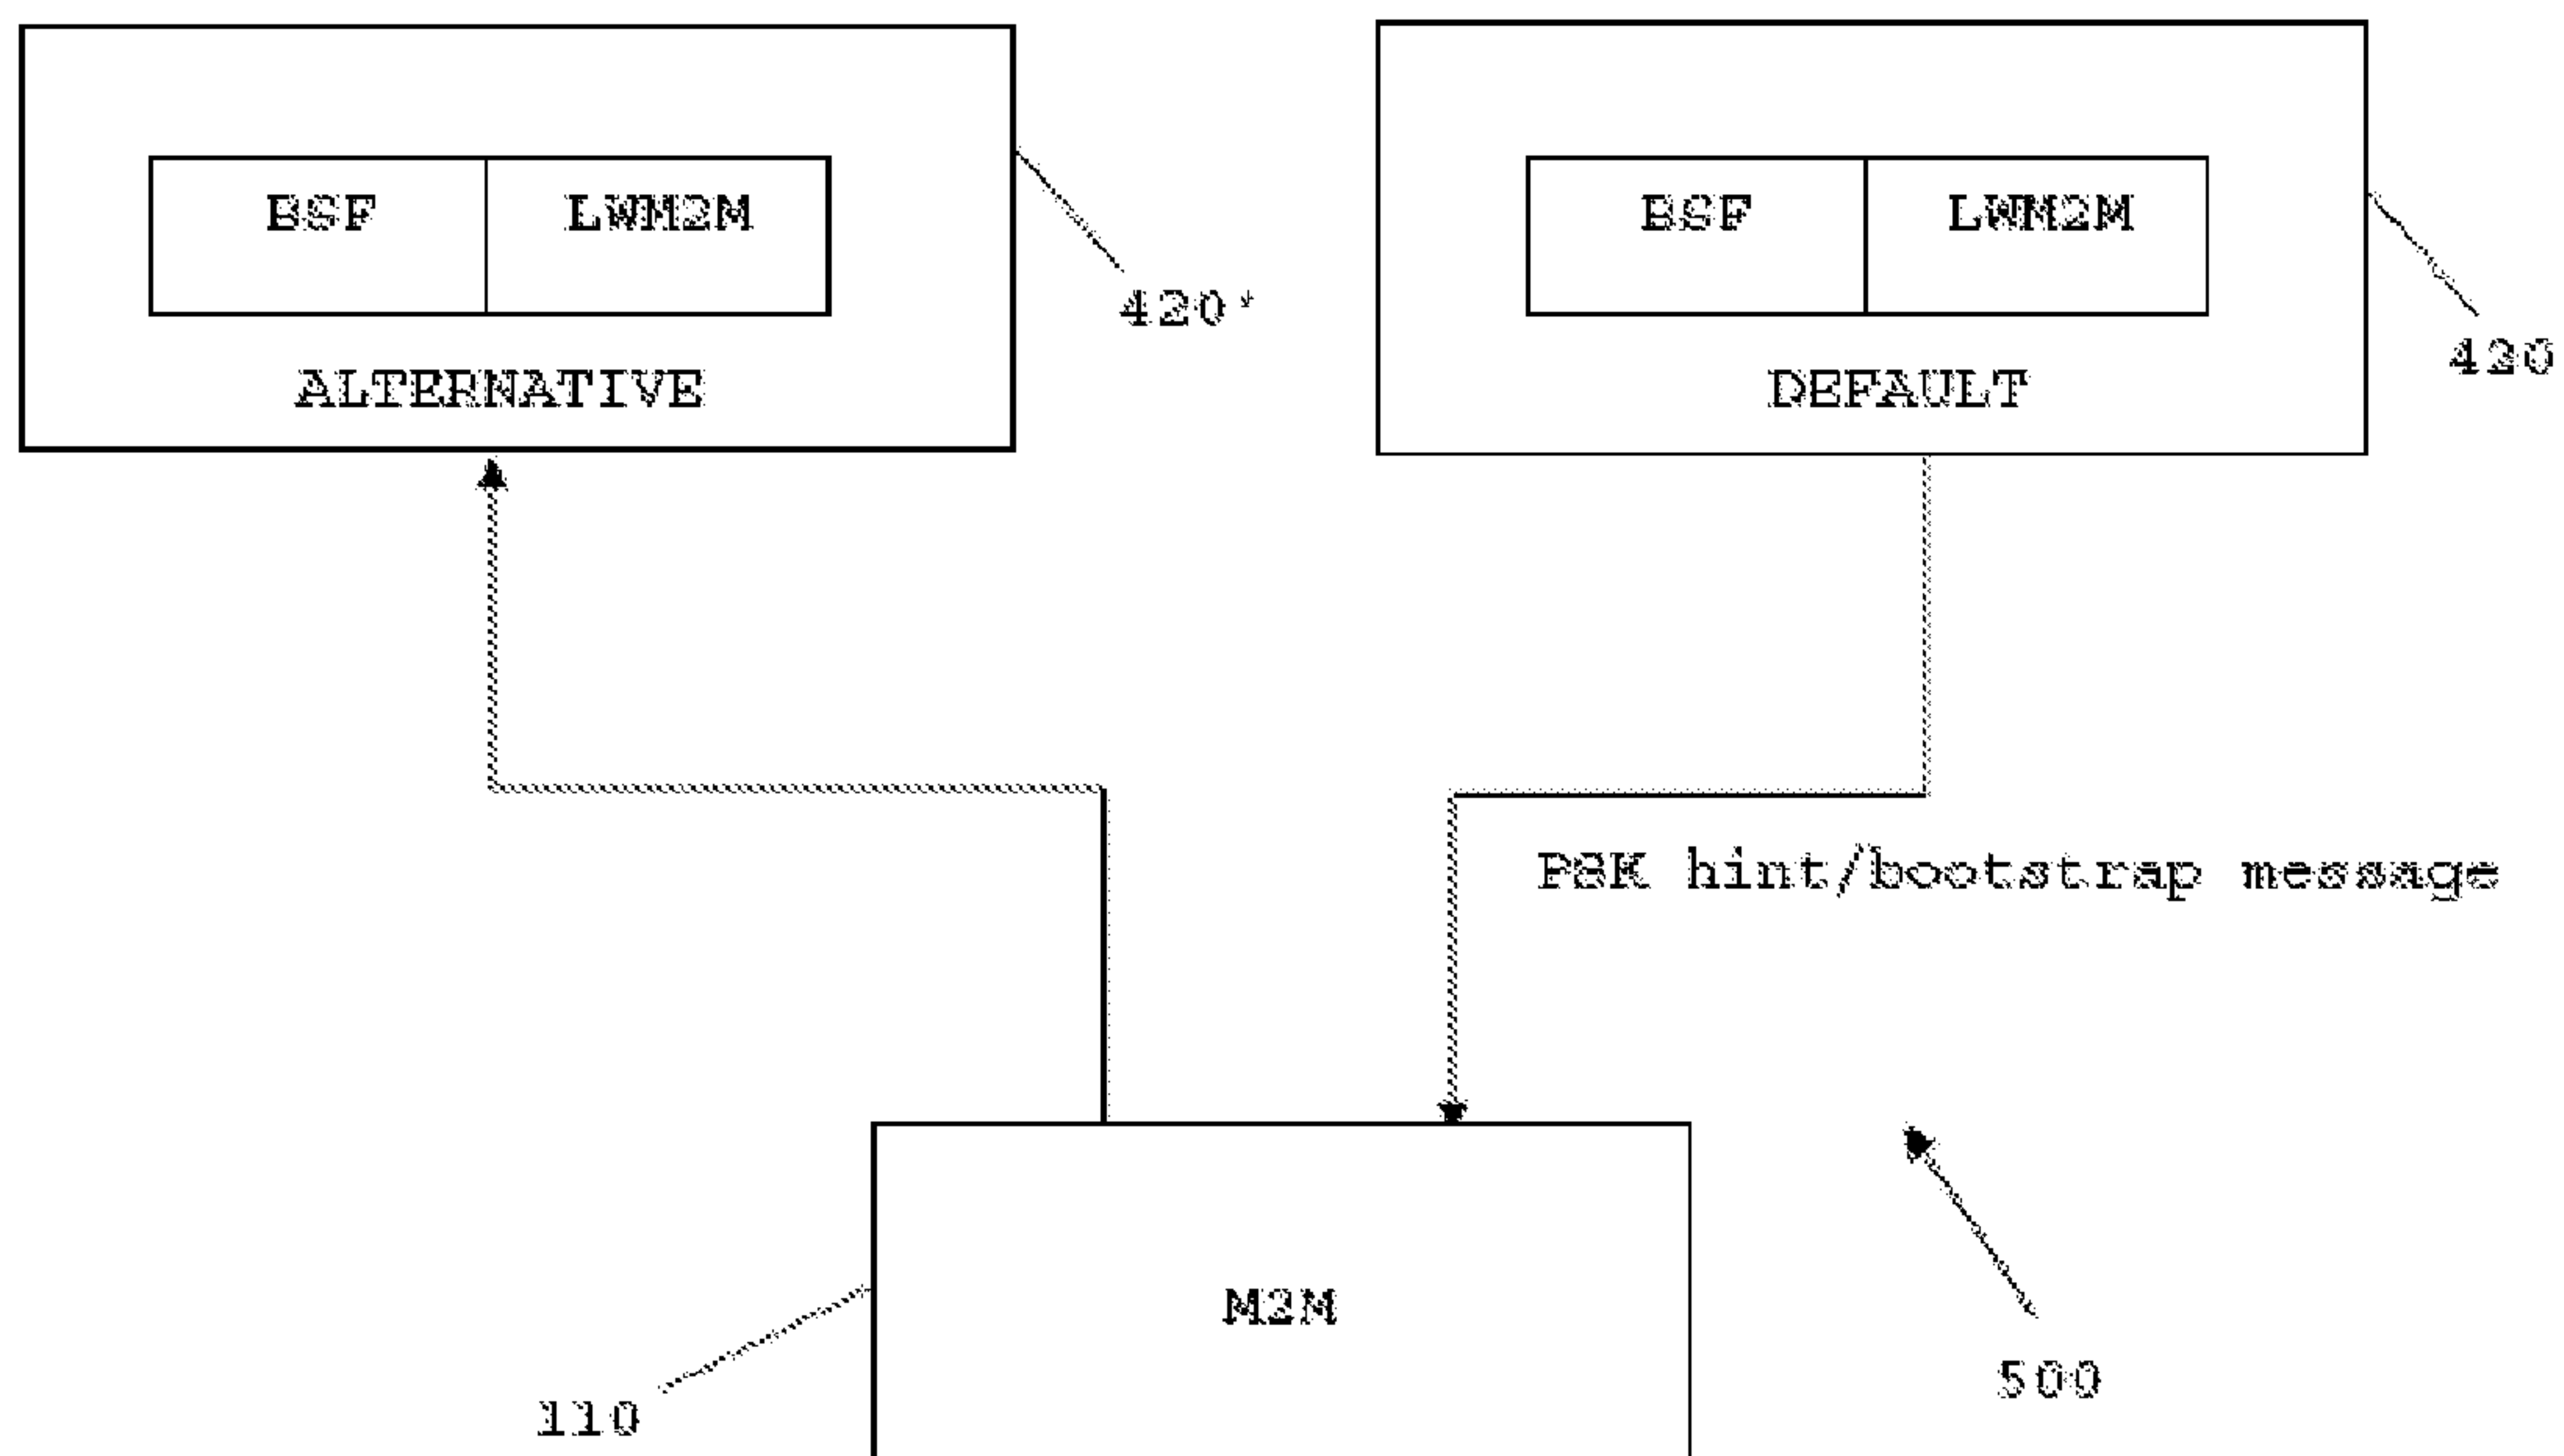 BSF LWM2M
ALTERNATIVE
420'
BSF LWM2M
DEFAULT
420
PSK hint/bootstrap message
M2M
110
500